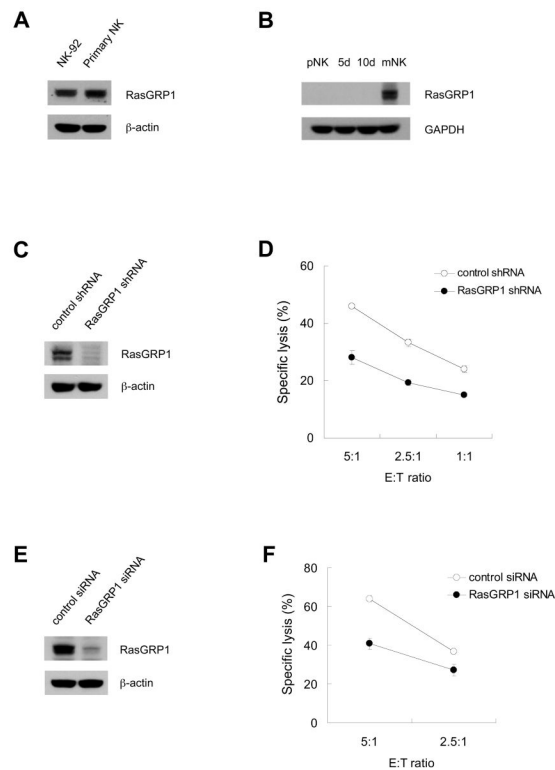 A
NK-92
Primary NK
RasGRP1
β-actin
B
pNK 5d 10d mNK
RasGRP1
GAPDH
C
control shRNA
RasGRP1 shRNA
RasGRP1
β-actin
D
control shRNA
RasGRP1 shRNA
Specific lysis (%)
60
40
20
0
5:1 2.5:1 1:1
E:T ratio
E
control siRNA
RasGRP1 siRNA
RasGRP1
β-actin
F
control siRNA
RasGRP1 siRNA
Specific lysis (%)
80
60
40
20
0
5:1 2.5:1
E:T ratio